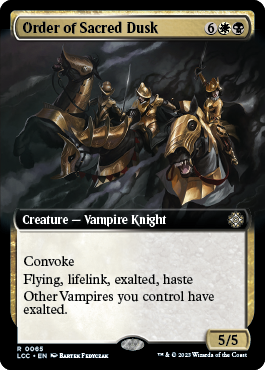 Order of Sacred Dusk 6
Creature — Vampire Knight
Convoke
Flying, lifelink, exalted, haste
Other Vampires you control have
exalted.
5/5
R 0065
LCC • EN Bartek Fedyczak
™ & © 2023 Wizards of the Coast